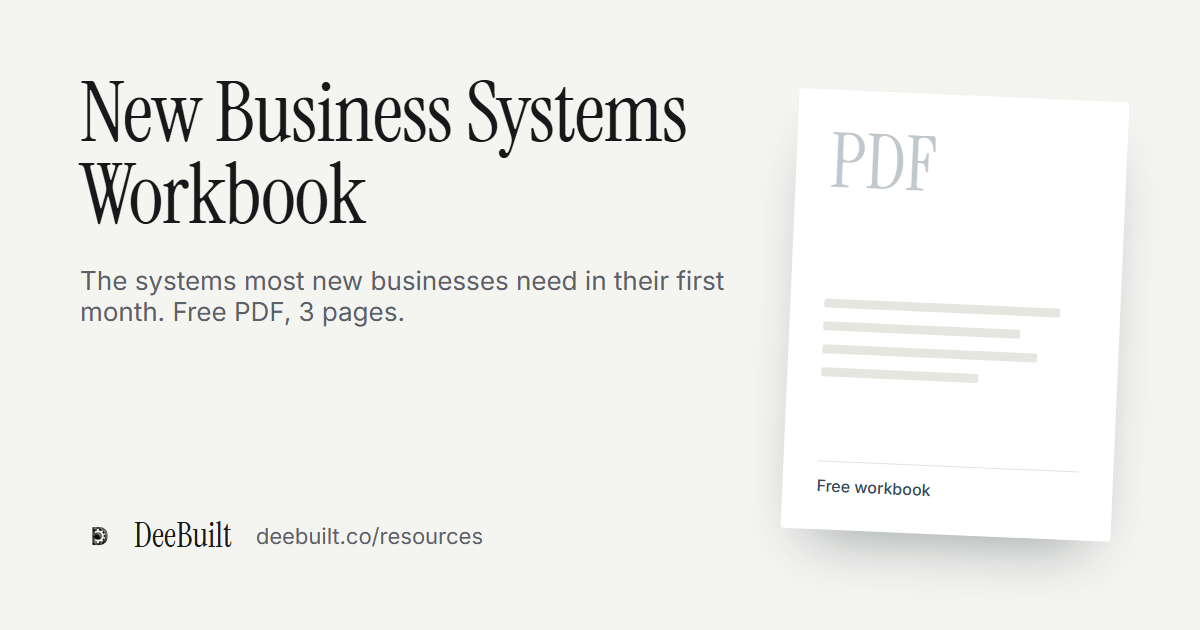 New Business Systems
Workbook
The systems most new businesses need in their first
month. Free PDF, 3 pages.
DeeBuilt
deebuilt.co/resources
PDF
Free workbook